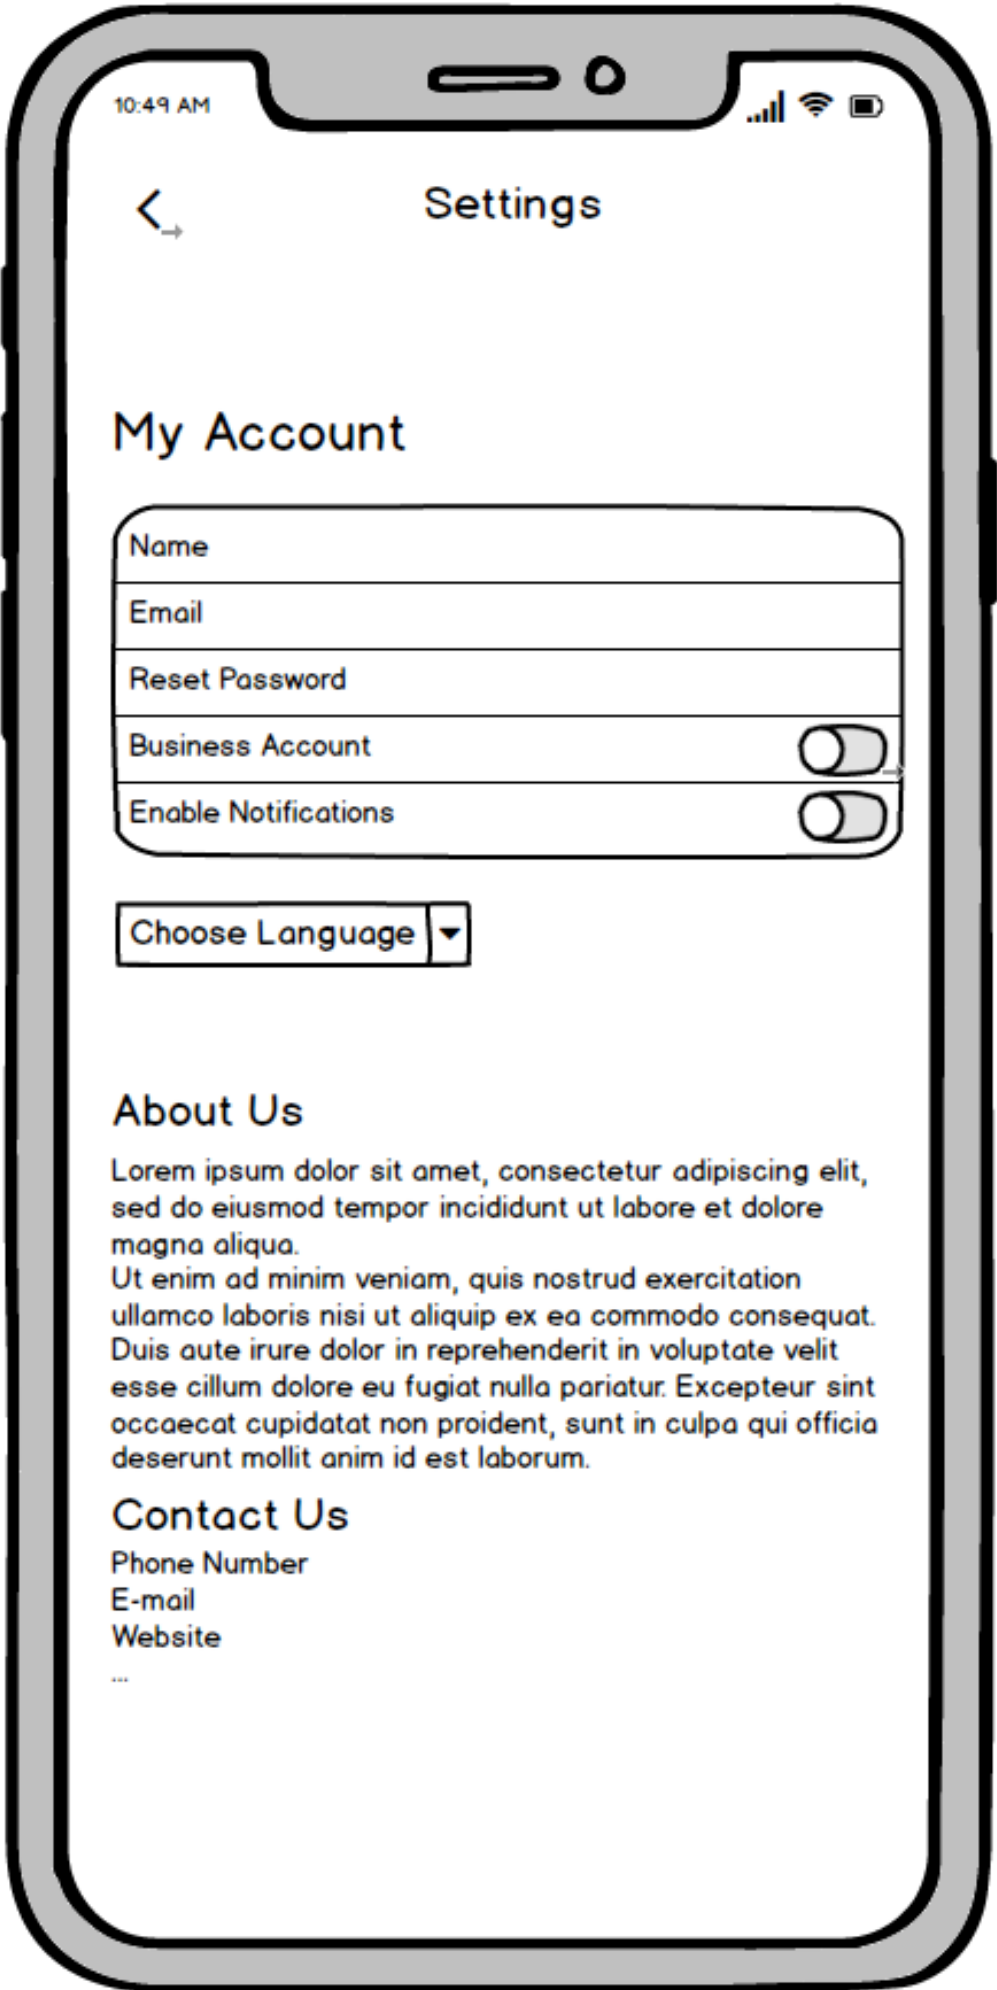 10:49 AM
Settings
My Account
Name
Email
Reset Password
Business Account
Enable Notifications
Choose Language
About Us
Lorem ipsum dolor sit amet, consectetur adipiscing elit,
sed do eiusmod tempor incididunt ut labore et dolore
magna aliqua.
Ut enim ad minim veniam, quis nostrud exercitation
ullamco laboris nisi ut aliquip ex ea commodo consequat.
Duis aute irure dolor in reprehenderit in voluptate velit
esse cillum dolore eu fugiat nulla pariatur. Excepteur sint
occaecat cupidatat non proident, sunt in culpa qui officia
deserunt mollit anim id est laborum.
Contact Us
Phone Number
E-mail
Website
...